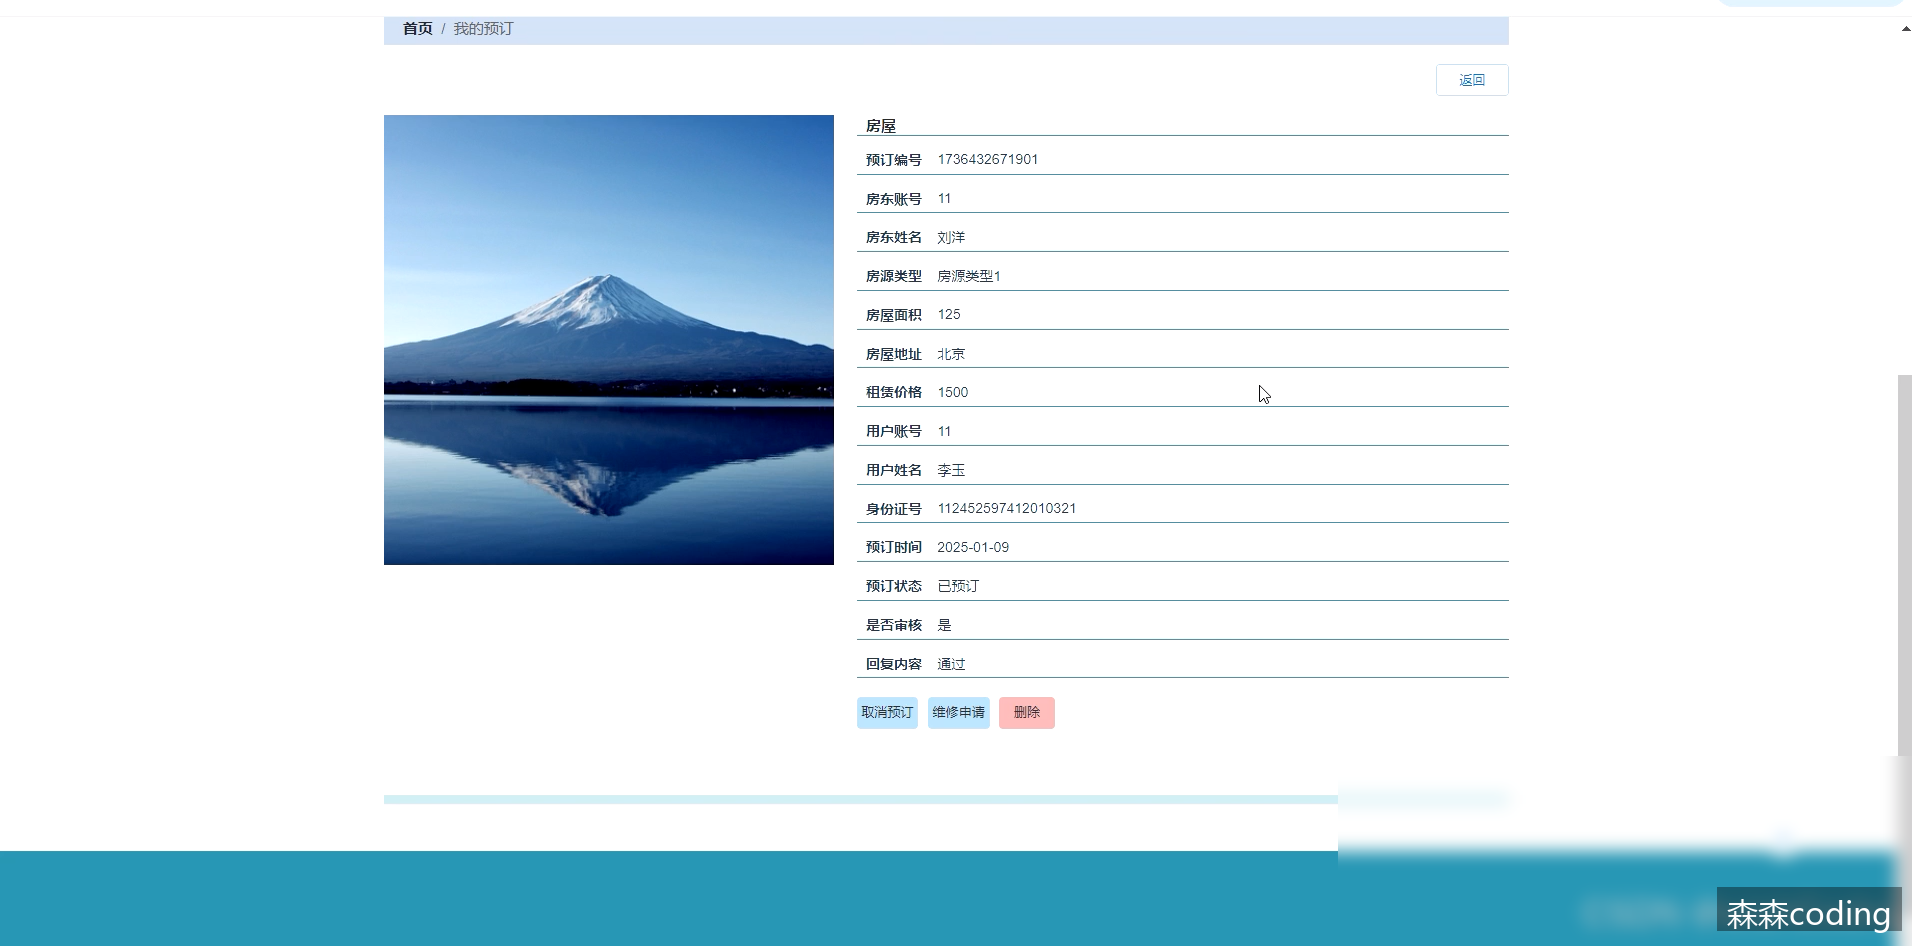 首页 / 我的预订
返回
房屋
预订编号 1736432671901
房东账号 11
房东姓名 刘洋
房源类型 房源类型1
房屋面积 125
房屋地址 北京
租赁价格 1500
用户账号 11
用户姓名 李玉
身份证号 112452597412010321
预订时间 2025-01-09
预订状态 已预订
是否审核 是
回复内容 通过
取消预订 维修申请 删除
森森coding